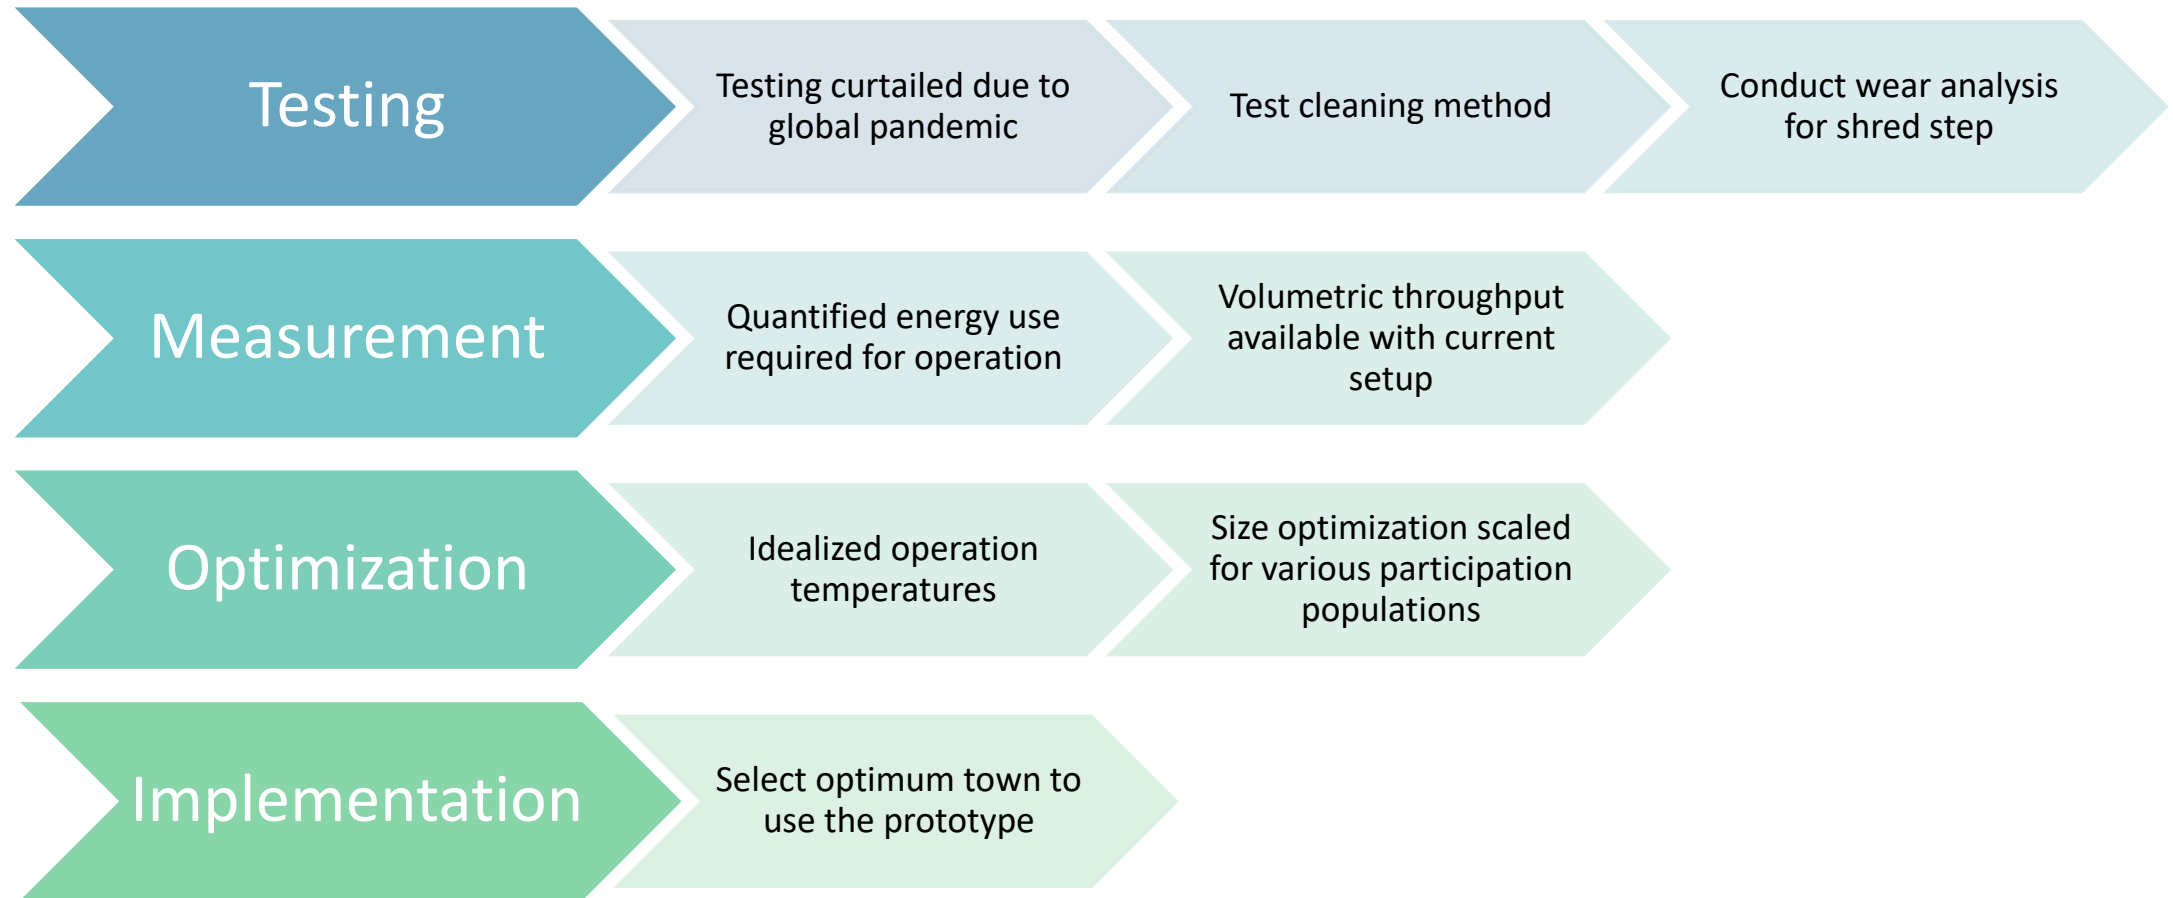 Testing
Testing curtailed due to
global pandemic
Test cleaning method
Conduct wear analysis
for shred step
Measurement
Quantified energy use
required for operation
Volumetric throughput
available with current
setup
Optimization
Idealized operation
temperatures
Size optimization scaled
for various participation
populations
Implementation
Select optimum town to
use the prototype